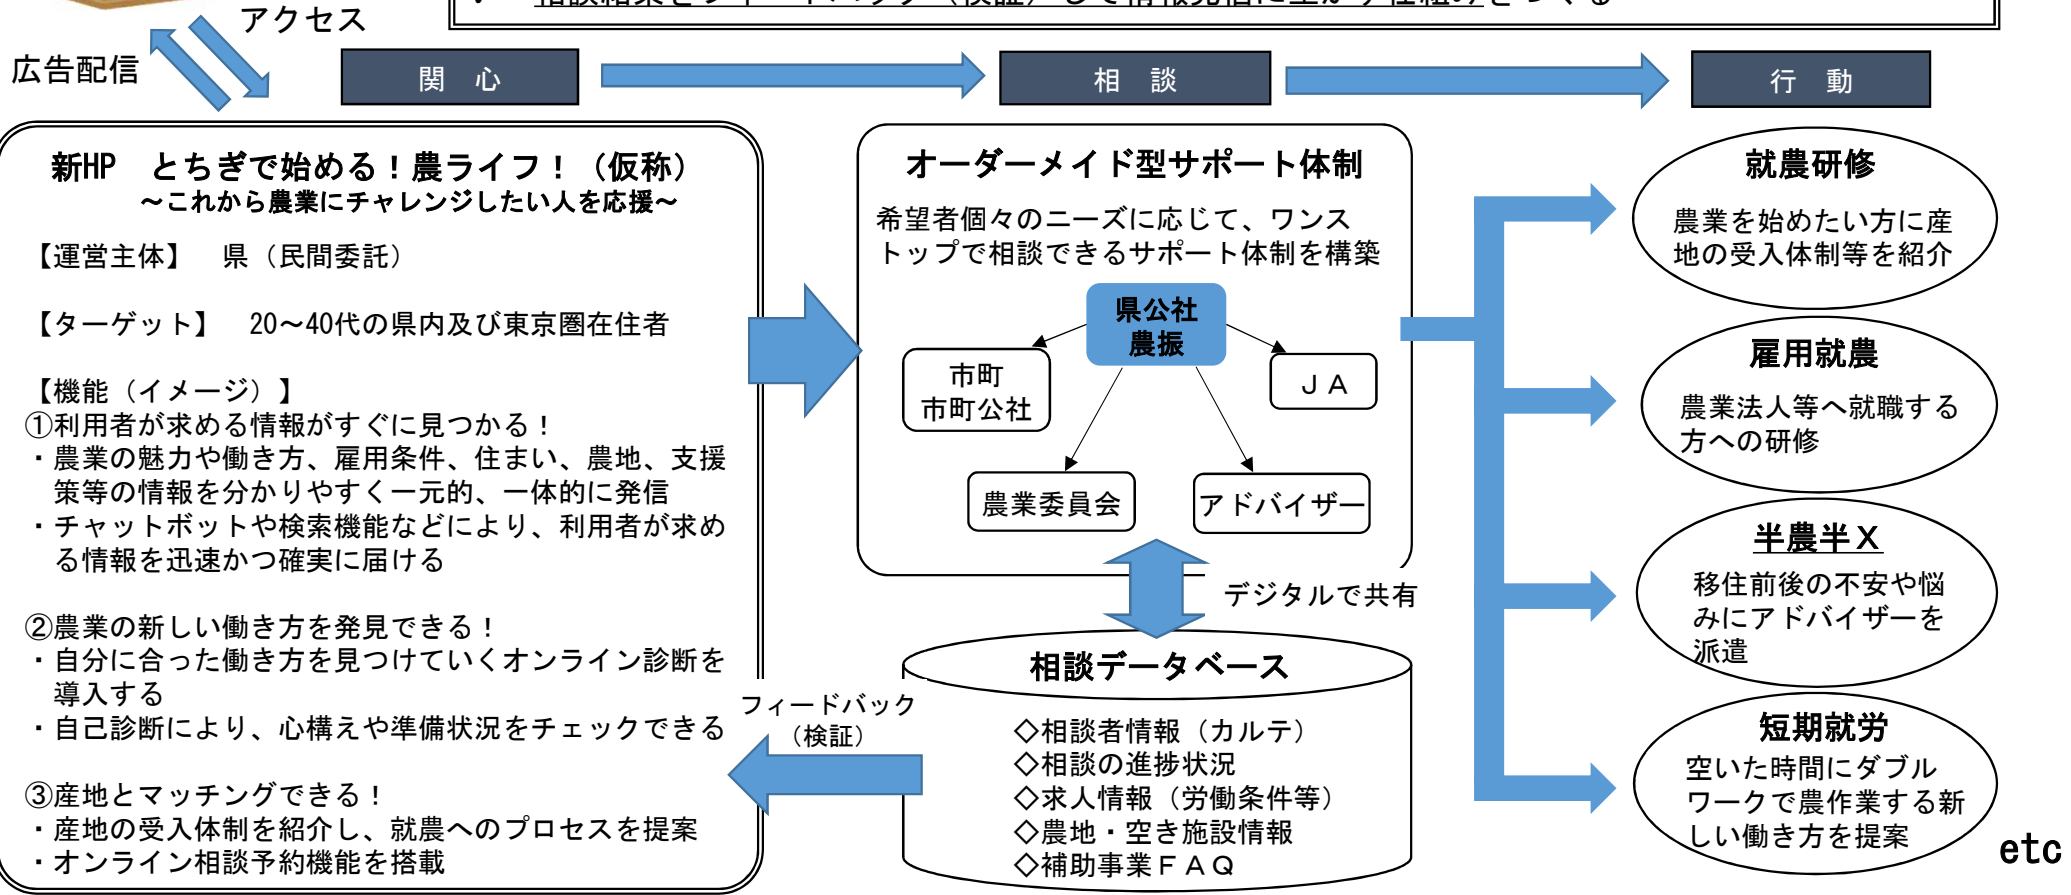 アクセス
広告配信
関　心
相　談
行　動
新HP　とちぎで始める！農ライフ！（仮称）
～これから農業にチャレンジしたい人を応援～
【運営主体】　県（民間委託）
【ターゲット】　20～40代の県内及び東京圏在住者
【機能（イメージ）】
①利用者が求める情報がすぐに見つかる！
・農業の魅力や働き方、雇用条件、住まい、農地、支援
策等の情報を分かりやすく一元的、一体的に発信
・チャットボットや検索機能などにより、利用者が求め
る情報を迅速かつ確実に届ける
②農業の新しい働き方を発見できる！
・自分に合った働き方を見つけていくオンライン診断を
導入する
・自己診断により、心構えや準備状況をチェックできる
③産地とマッチングできる！
・産地の受入体制を紹介し、就農へのプロセスを提案
・オンライン相談予約機能を搭載
オーダーメイド型サポート体制
希望者個々のニーズに応じて、ワンス
トップで相談できるサポート体制を構築
県公社
農振
市町
市町公社
ＪＡ
農業委員会
アドバイザー
デジタルで共有
相談データベース
◇相談者情報（カルテ）
◇相談の進捗状況
◇求人情報（労働条件等）
◇農地・空き施設情報
◇補助事業ＦＡＱ
フィードバック
（検証）
就農研修
農業を始めたい方に産
地の受入体制等を紹介
雇用就農
農業法人等へ就職する
方への研修
半農半Ｘ
移住前後の不安や悩
みにアドバイザーを
派遣
短期就労
空いた時間にダブル
ワークで農作業する新
しい働き方を提案
etc